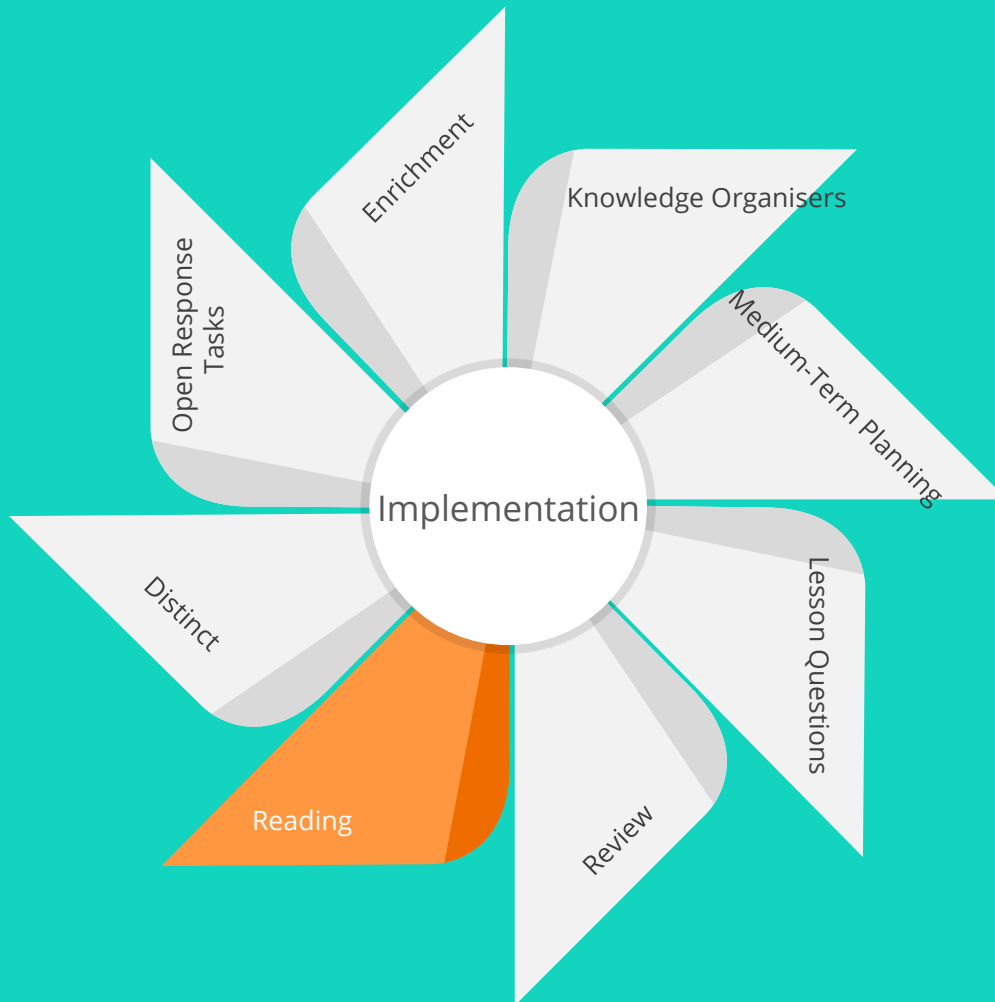 Enrichment
Knowledge Organisers
Medium-Term Planning
Lesson Questions
Review
Reading
Distinct
Open Response
Tasks
Implementation